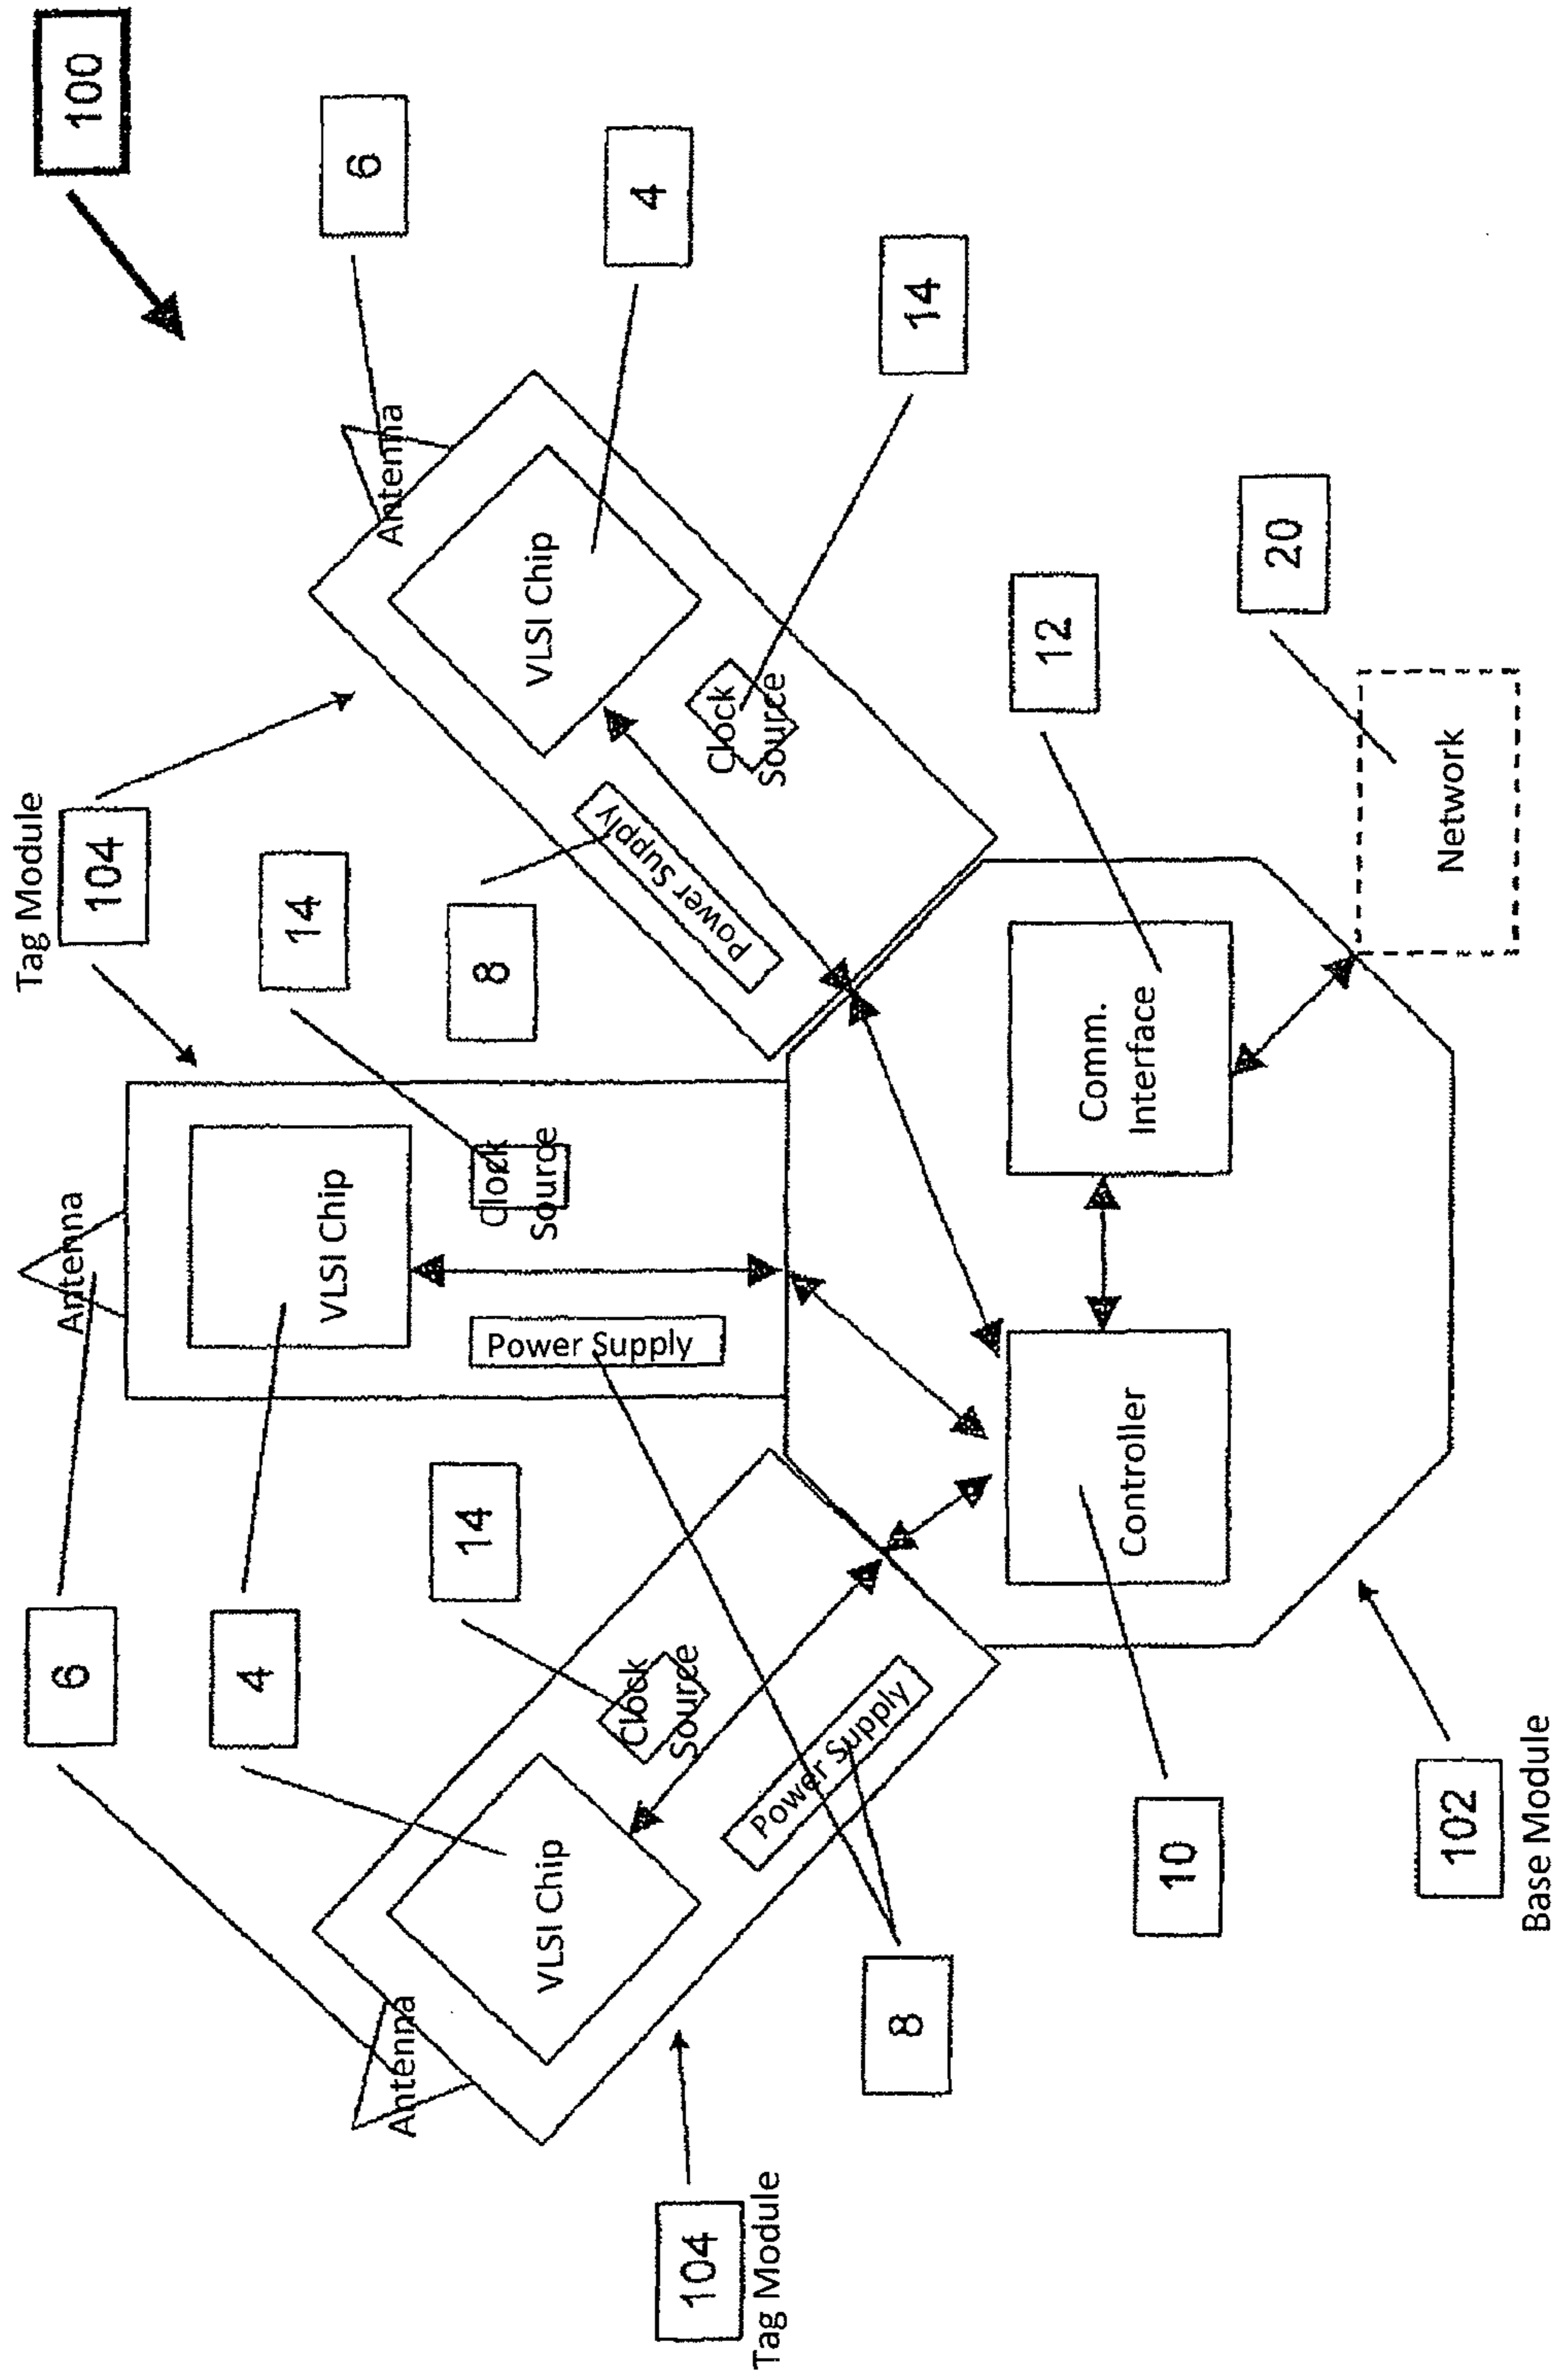 Tag Module
6
Antenna
104
100
4
VLSI Chip
14
6
Antenna
Antenna
14
Clock
Source
8
VLSI Chip
VLSI Chip
Power Supply
4
Clock
Source
Power Supply
Clock
Source
104
Tag Module
Power Supply
8
14
12
Comm.
Interface
Controller
10
20
102
Network
Base Module